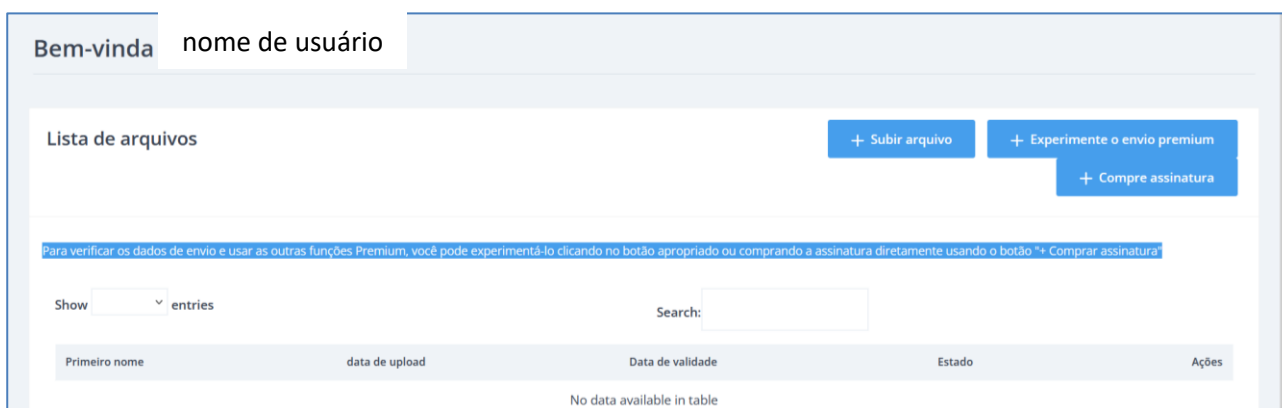 Bem-vinda nome de usuário
Lista de arquivos
+ Subir arquivo
+ Experimente o envio premium
+ Compre assinatura
Para verificar os dados de envio e usar as outras funções Premium, você pode experimentá-lo clicando no botão apropriado ou comprando a assinatura diretamente usando o botão "+ Comprar assinatura"
Show entries
Search:
Primeiro nome data de upload Data de validade Estado Ações
No data available in table